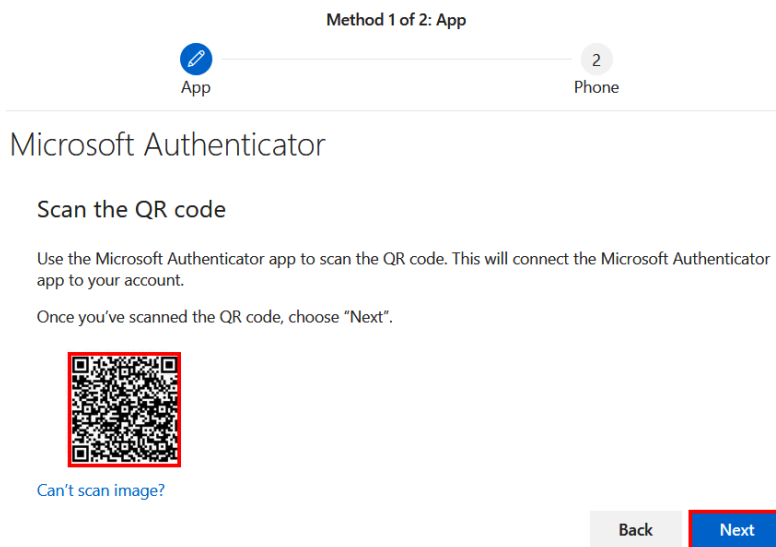 Method 1 of 2: App
2
App
Phone
Microsoft Authenticator
Scan the QR code
Use the Microsoft Authenticator app to scan the QR code. This will connect the Microsoft Authenticator
app to your account.
Once you’ve scanned the QR code, choose “Next”.
Can’t scan image?
Back
Next